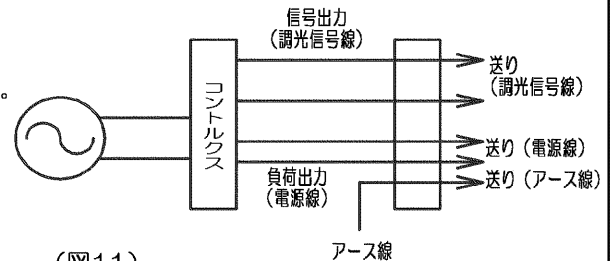 信号出力
(調光信号線)
送り
(調光信号線)
。
コントルクス
送り (電源線)
負荷出力
(電源線)
送り (アース線)
アース線
(図11)